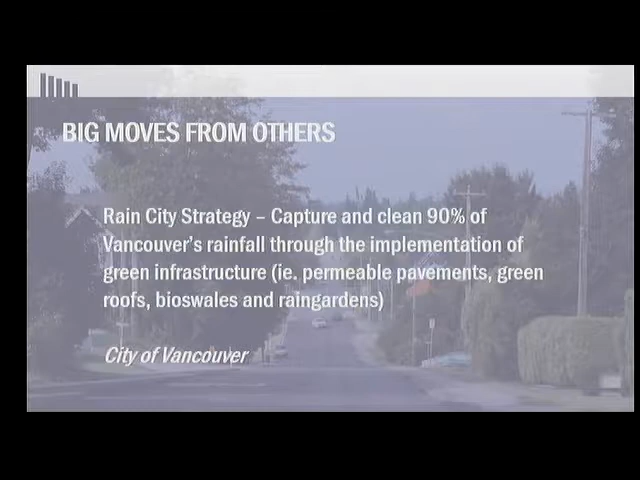 BIG MOVES FROM OTHERS
Rain City Strategy – Capture and clean 90% of
Vancouver's rainfall through the implementation of
green infrastructure (ie. permeable pavements, green
roofs, bioswales and raingardens)
City of Vancouver